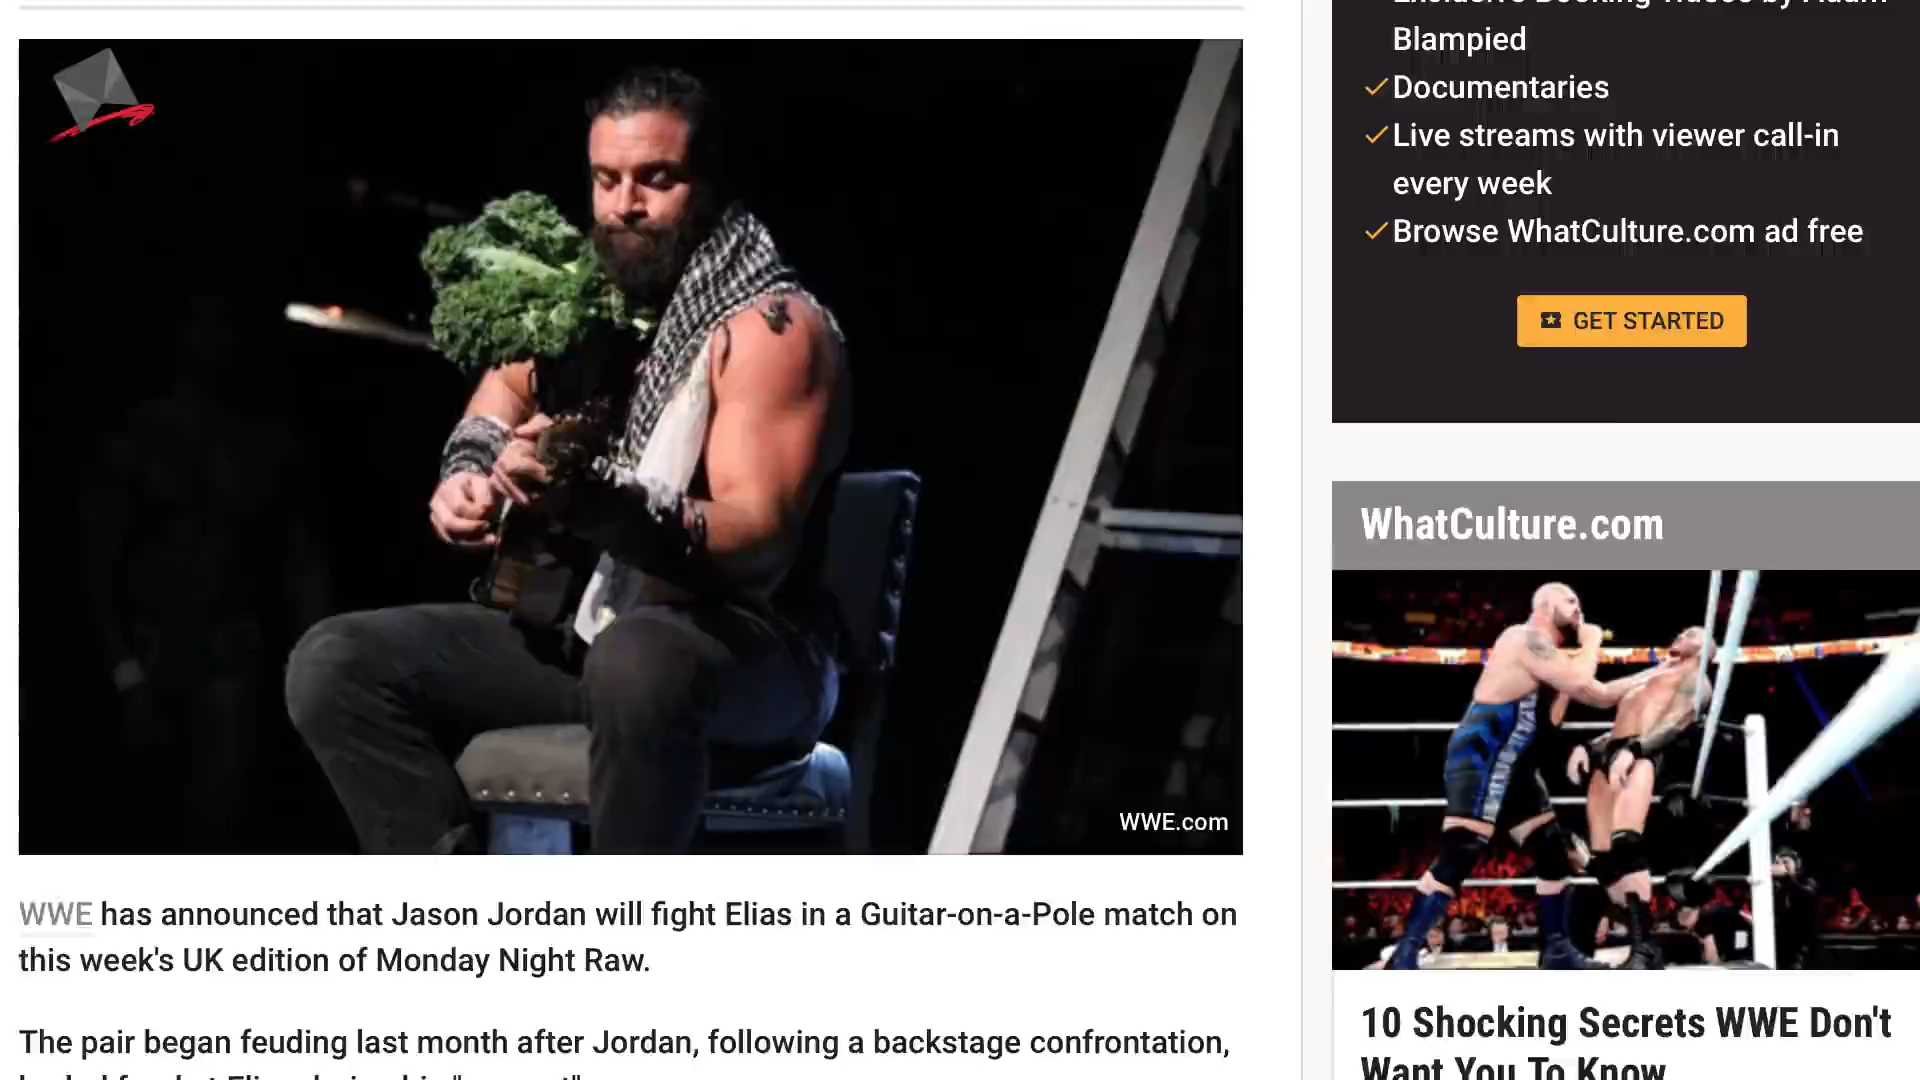 Blampied
Documentaries
Live streams with viewer call-in
every week
Browse WhatCulture.com ad free
GET STARTED
WhatCulture.com
WWE.com
WWE has announced that Jason Jordan will fight Elias in a Guitar-on-a-Pole match on
this week's UK edition of Monday Night Raw.
The pair began feuding last month after Jordan, following a backstage confrontation,
10 Shocking Secrets WWE Don't
Want You To Know